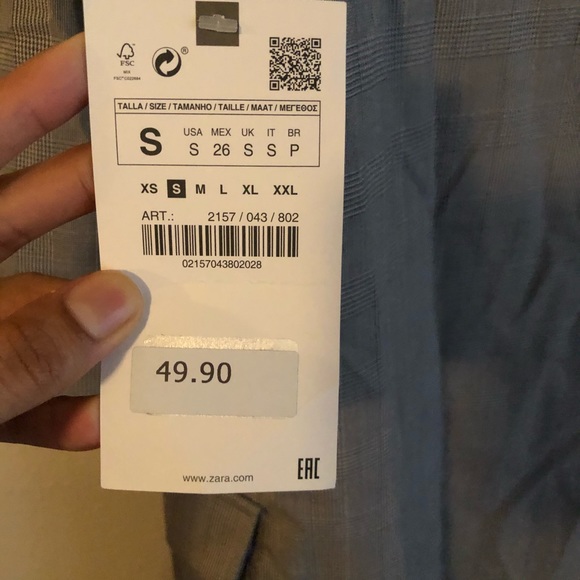 FSC
MIX
TALLA / SIZE / TAMANHO / TAILLE / MAAT / ΜΕΓΕΘΟΣ
USA MEX UK IT BR
S S 26 S S P
XS S M L XL XXL
ART.: 2157 / 043 / 802
02157043802028
49.90
www.zara.com EAC